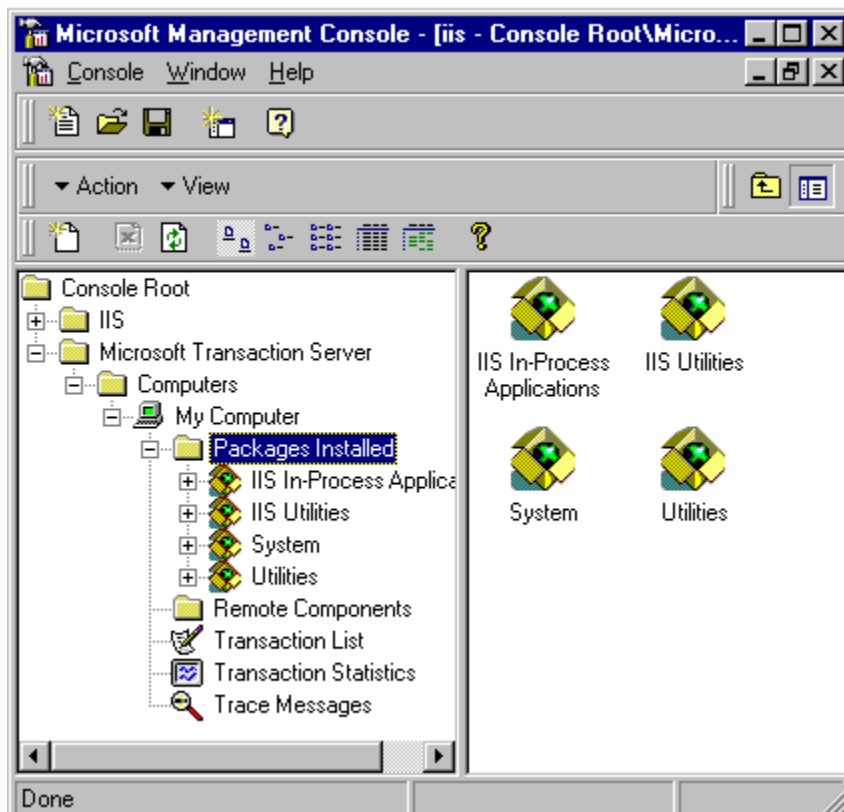 Microsoft Management Console - [iis - Console Root\Micro...
Console Window Help
Action View
Console Root
IIS
Microsoft Transaction Server
Computers
My Computer
Packages Installed
IIS In-Process Applica
IIS Utilities
System
Utilities
Remote Components
Transaction List
Transaction Statistics
Trace Messages
IIS In-Process
Applications
IIS Utilities
System
Utilities
Done